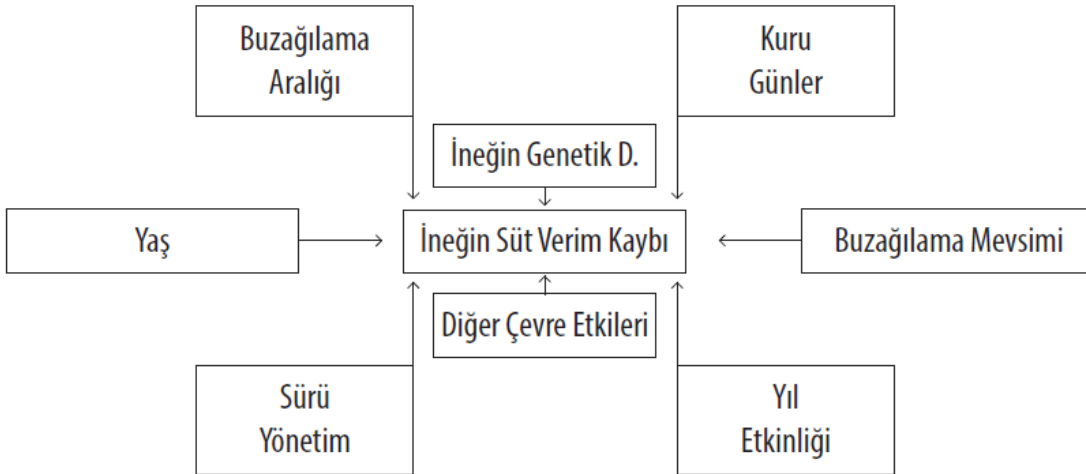 Buzağılama
Aralığı
Kuru
Günler
İneğin Genetik D.
Yaş
İneğin Süt Verim Kaybı
Buzağılama Mevsimi
Diğer Çevre Etkileri
Sürü
Yönetim
Yıl
Etkinliği